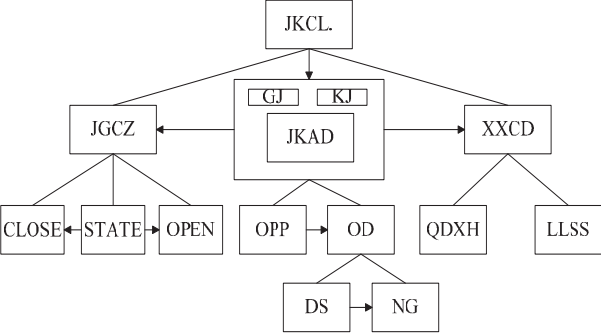 JKCL.
GJ KJ
JGCZ JKAD XXCD
CLOSE STATE OPEN OPP OD QDXH LLSS
DS NG